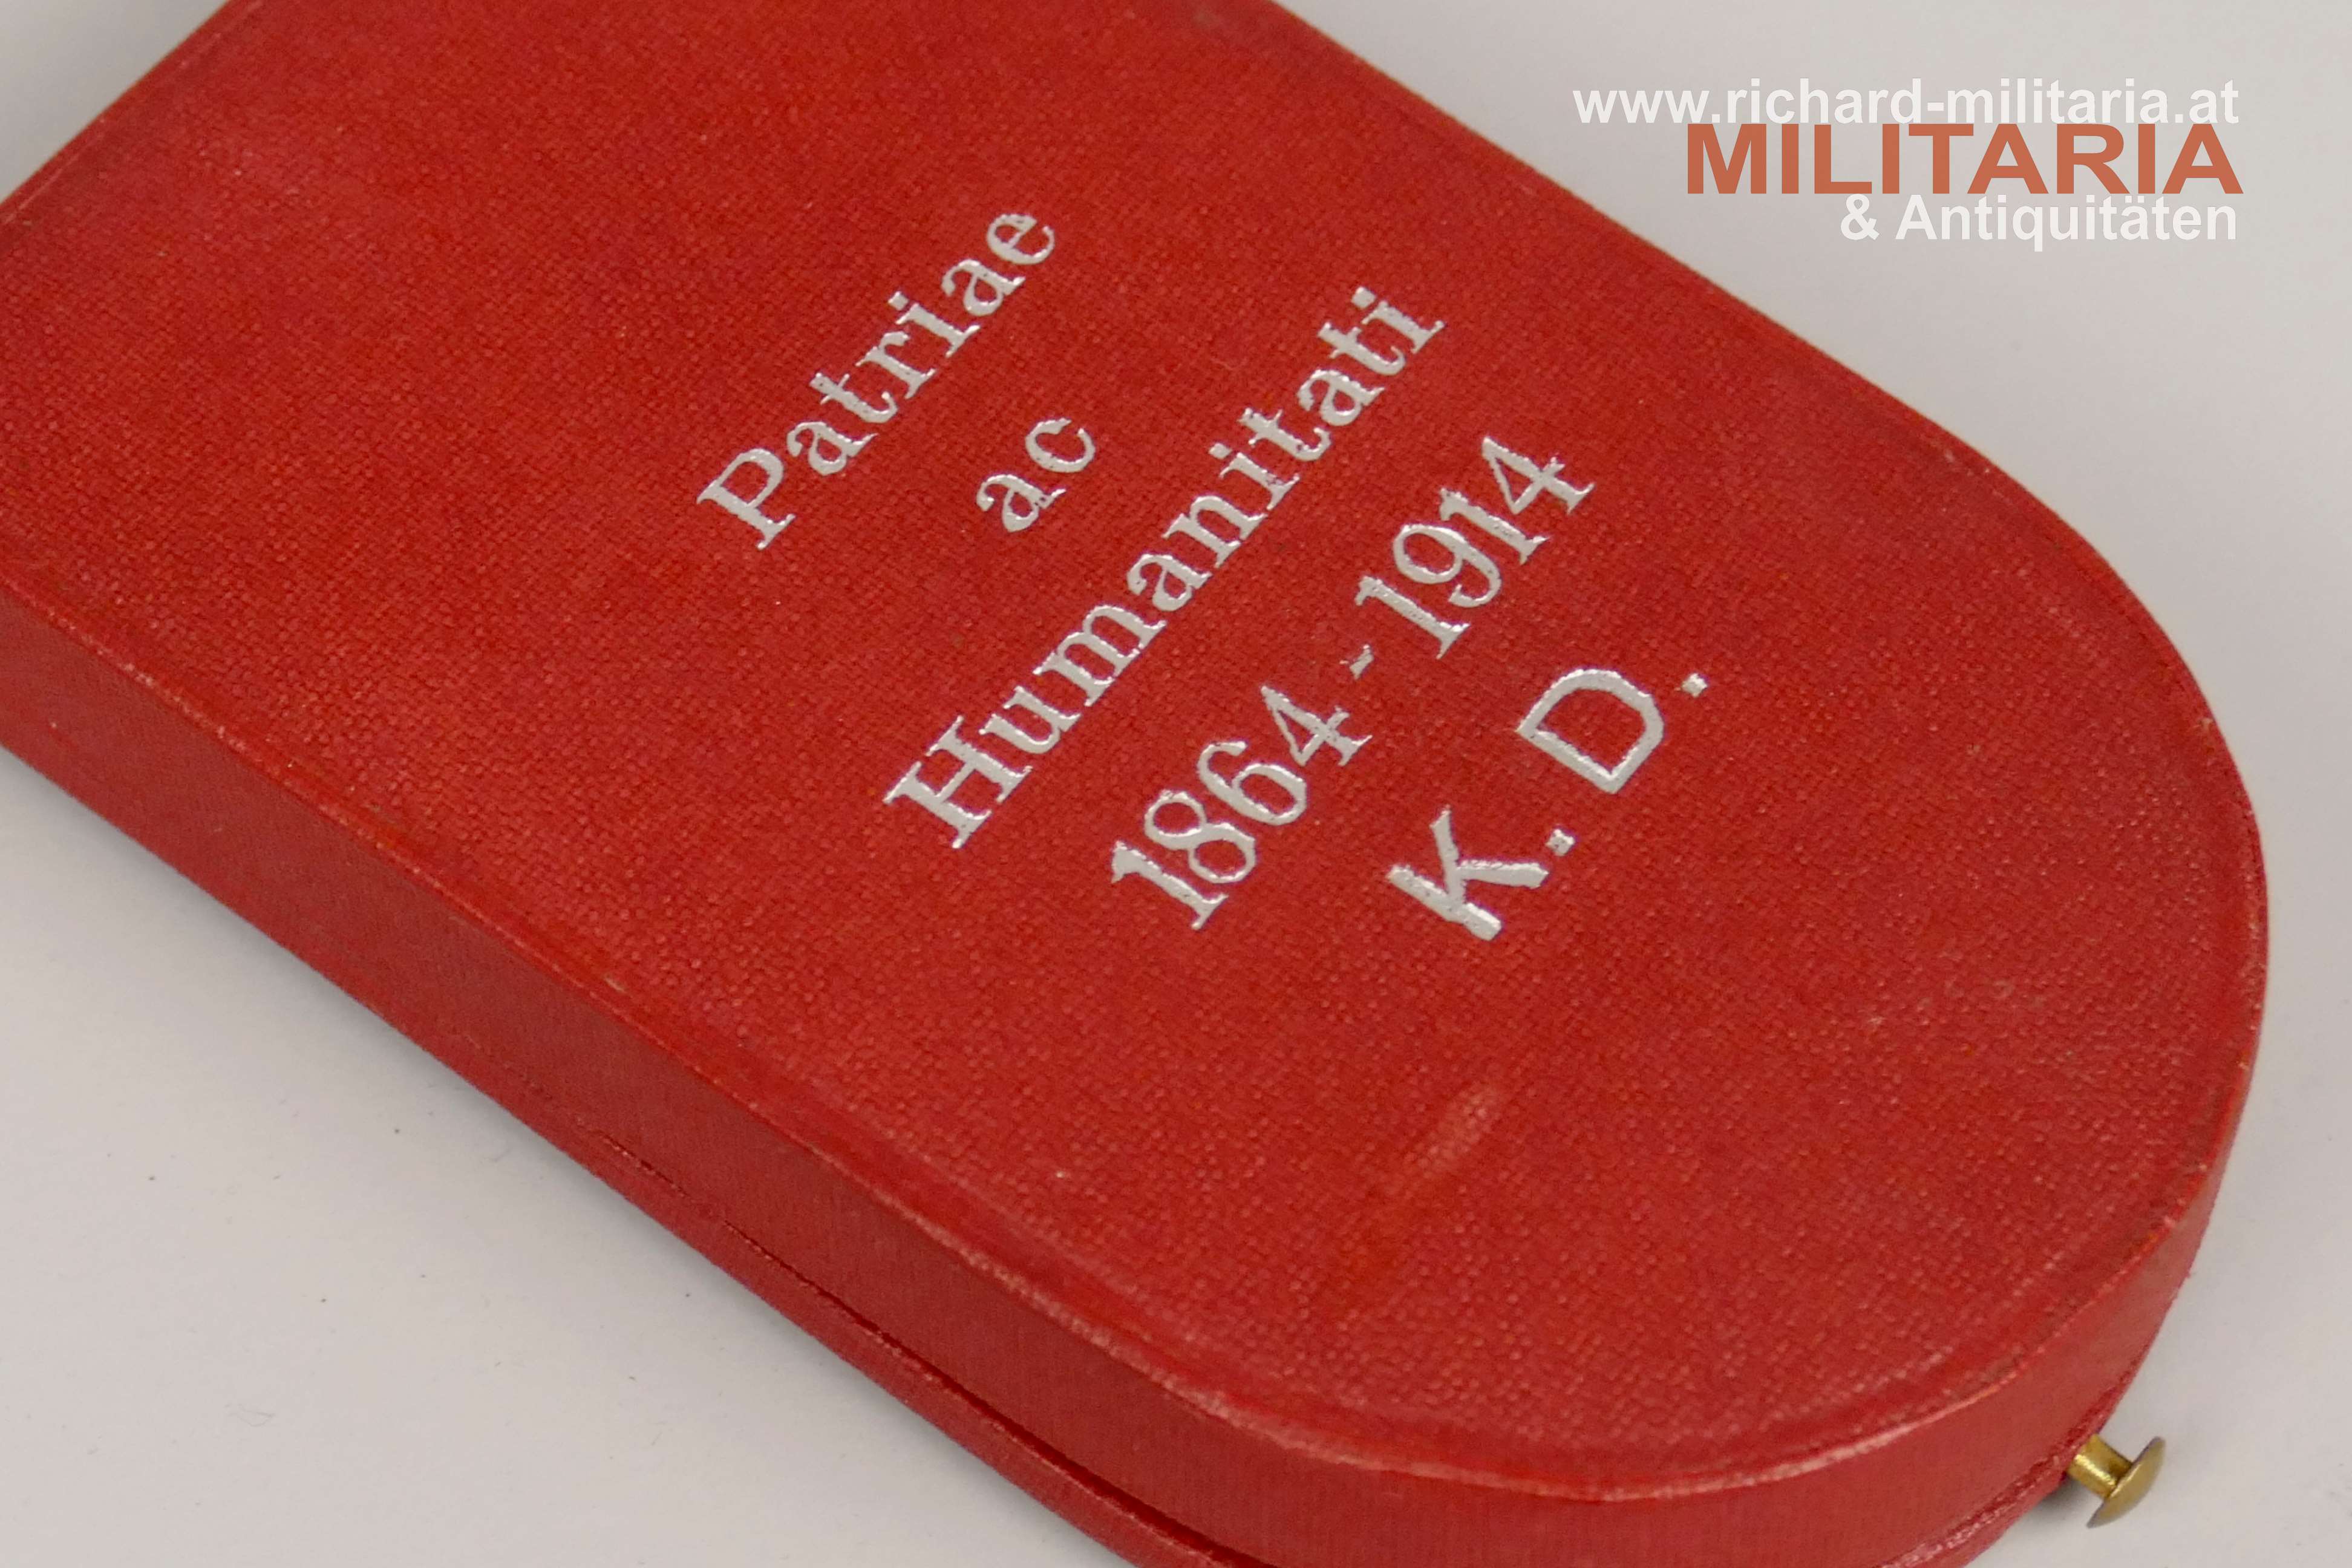 www.richard-militaria.at
MILITARIA
& Antiquitäten
Patriae
ac
Humanitati
1864-1914
K. D.